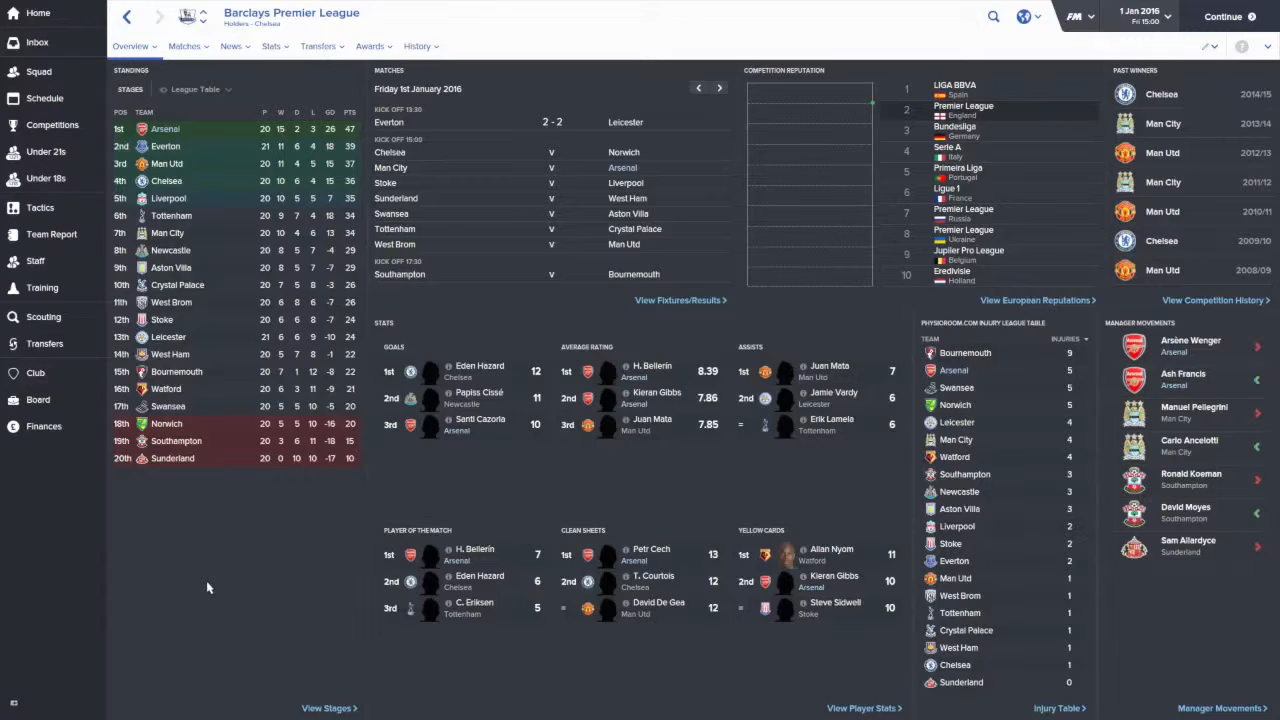 Home
Inbox
Squad
Schedule
Competitions
Under 21s
Under 18s
Tactics
Team Report
Staff
Training
Scouting
Transfers
Club
Board
Finances
Barclays Premier League
Holders - Chelsea
FM
1 Jan 2016
Fri 15:00
Continue
Overview Matches News Stats Transfers Awards History
STANDINGS
STAGES League Table
POS TEAM P W D L GD PTS
1st Arsenal 20 15 2 3 26 47
2nd Everton 21 11 6 4 18 39
3rd Man Utd 20 11 4 5 15 37
4th Chelsea 20 10 6 4 15 36
5th Liverpool 20 10 5 5 7 35
6th Tottenham 20 9 7 4 18 34
7th Man City 20 10 4 6 13 34
8th Newcastle 20 8 5 7 -4 29
9th Aston Villa 20 8 5 7 -7 29
10th Crystal Palace 20 7 5 8 -3 26
11th West Brom 20 6 8 6 -7 26
12th Stoke 20 6 6 8 -7 24
13th Leicester 21 6 6 9 -10 24
14th West Ham 20 5 7 8 -1 22
15th Bournemouth 20 7 1 12 -8 22
16th Watford 20 6 3 11 -9 21
17th Swansea 20 5 5 10 -5 20
18th Norwich 20 5 5 10 -16 20
19th Southampton 20 3 6 11 -18 15
20th Sunderland 20 0 10 10 -17 10
View Stages >
MATCHES
Friday 1st January 2016
KICK OFF 13:30
Everton 2 - 2 Leicester
KICK OFF 15:00
Chelsea v Norwich
Man City v Arsenal
Stoke v Liverpool
Sunderland v West Ham
Swansea v Aston Villa
Tottenham v Crystal Palace
West Brom v Man Utd
KICK OFF 17:30
Southampton v Bournemouth
View Fixtures/Results >
COMPETITION REPUTATION
1 LIGA BBVA
Spain
2 Premier League
England
3 Bundesliga
Germany
4 Serie A
Italy
5 Primeira Liga
Portugal
6 Ligue 1
France
7 Premier League
Russia
8 Premier League
Ukraine
9 Jupiler Pro League
Belgium
10 Eredivisie
Holland
View European Reputations >
PAST WINNERS
Chelsea 2014/15
Man City 2013/14
Man Utd 2012/13
Man City 2011/12
Man Utd 2010/11
Chelsea 2009/10
Man Utd 2008/09
View Competition History >
STATS
GOALS
1st Eden Hazard 12
Chelsea
2nd Papiss Cissé 11
Newcastle
3rd Santi Cazorla 10
Arsenal
AVERAGE RATING
1st H. Bellerín 8.39
Arsenal
2nd Kieran Gibbs 7.86
Arsenal
3rd Juan Mata 7.85
Man Utd
ASSISTS
1st Juan Mata 7
Man Utd
2nd Jamie Vardy 6
Leicester
= Erik Lamela 6
Tottenham
PLAYER OF THE MATCH
1st H. Bellerín 7
Arsenal
2nd Eden Hazard 6
Chelsea
3rd C. Eriksen 5
Tottenham
CLEAN SHEETS
1st Petr Cech 13
Arsenal
2nd T. Courtois 12
Chelsea
= David De Gea 12
Man Utd
YELLOW CARDS
1st Allan Nyom 11
Watford
2nd Kieran Gibbs 10
Arsenal
= Steve Sidwell 10
Stoke
View Player Stats >
PHYSIOROOM.COM INJURY LEAGUE TABLE
TEAM INJURIES
Bournemouth 9
Arsenal 5
Swansea 5
Norwich 5
Leicester 4
Man City 4
Watford 4
Southampton 3
Newcastle 3
Aston Villa 3
Liverpool 2
Stoke 2
Everton 2
Man Utd 1
West Brom 1
Tottenham 1
Crystal Palace 1
West Ham 1
Chelsea 1
Sunderland 0
Injury Table >
MANAGER MOVEMENTS
Arsène Wenger
Arsenal
Ash Francis
Arsenal
Manuel Pellegrini
Man City
Carlo Ancelotti
Man City
Ronald Koeman
Southampton
David Moyes
Southampton
Sam Allardyce
Sunderland
Manager Movements >